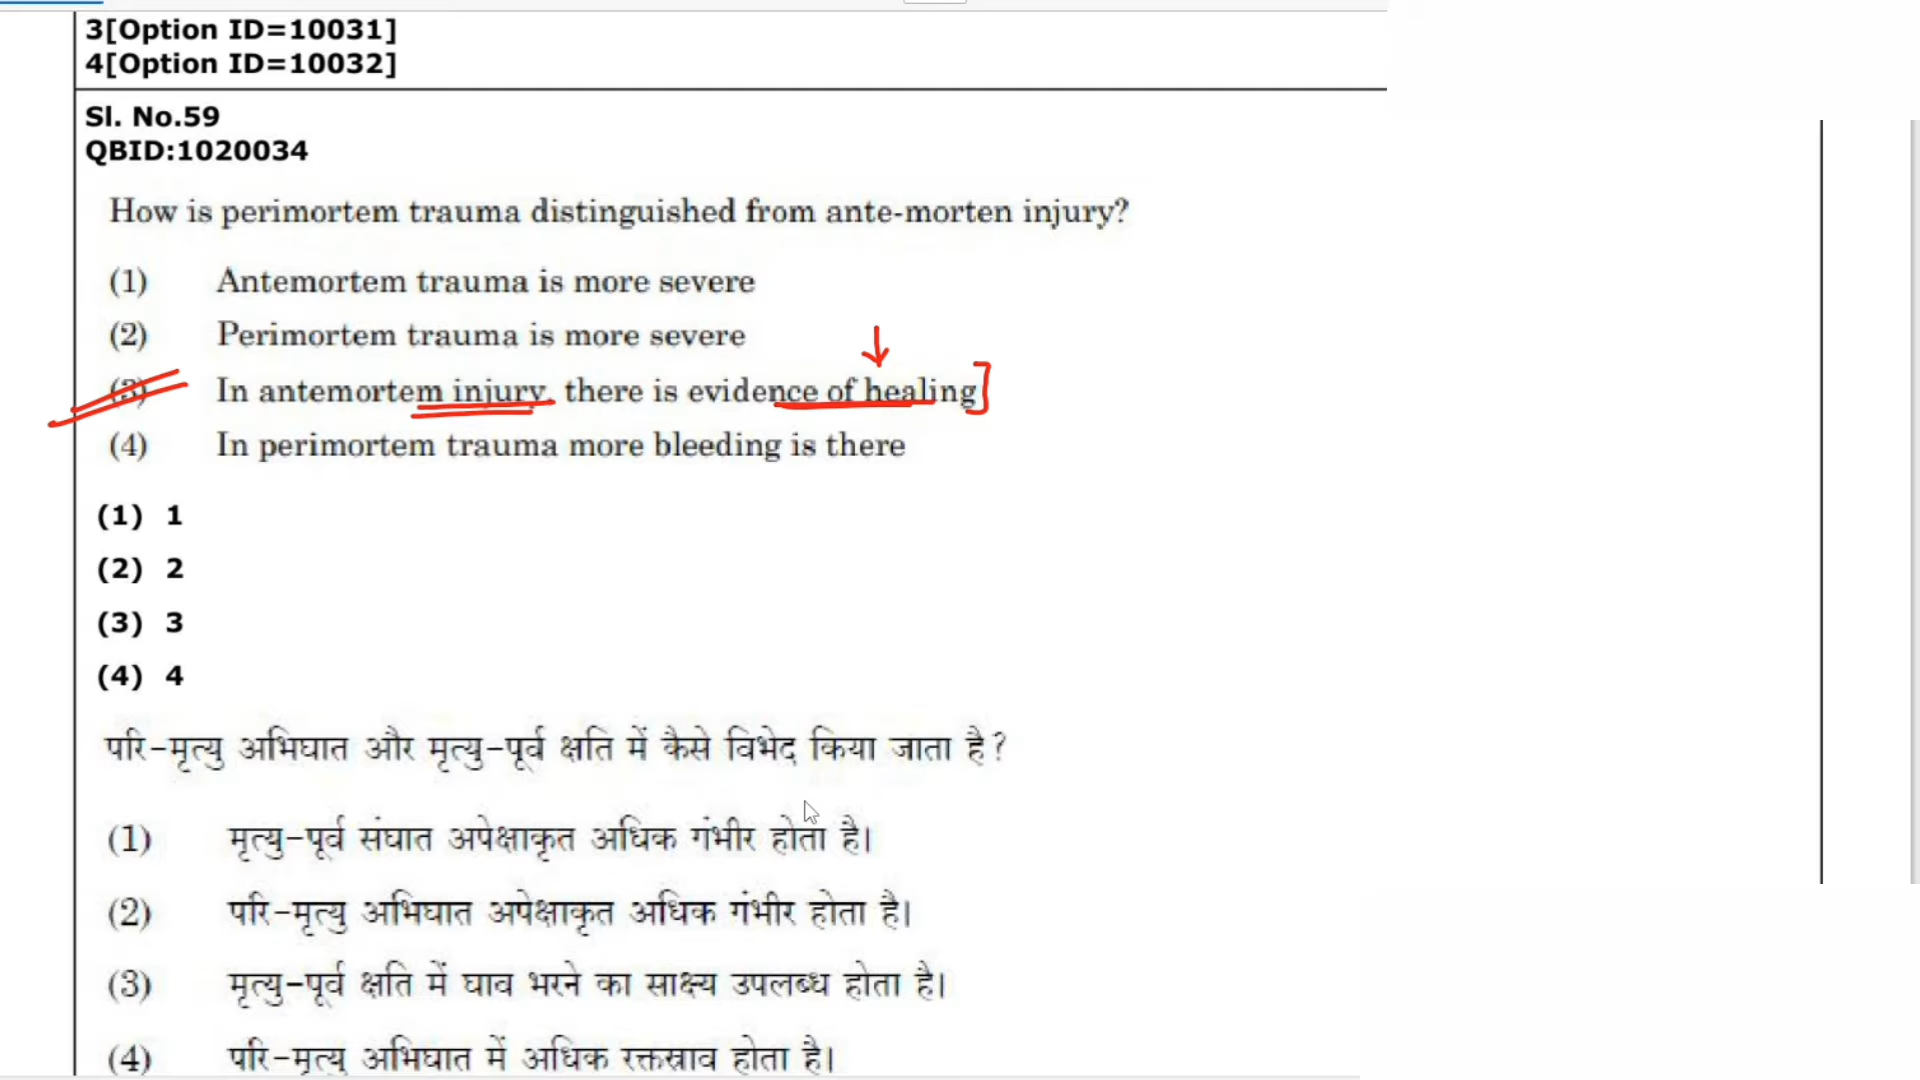 3[Option ID=10031]
4[Option ID=10032]
Sl. No.59
QBID:1020034
How is perimortem trauma distinguished from ante-morten injury?
(1) Antemortem trauma is more severe
(2) Perimortem trauma is more severe
(3) In antemortem injury, there is evidence of healing
(4) In perimortem trauma more bleeding is there
(1) 1
(2) 2
(3) 3
(4) 4
परि-मृत्यु अभिघात और मृत्यु-पूर्व क्षति में कैसे विभेद किया जाता है?
(1) मृत्यु-पूर्व संघात अपेक्षाकृत अधिक गंभीर होता है।
(2) परि-मृत्यु अभिघात अपेक्षाकृत अधिक गंभीर होता है।
(3) मृत्यु-पूर्व क्षति में घाव भरने का साक्ष्य उपलब्ध होता है।
(4) परि-मृत्यु अभिघात में अधिक रक्तस्राव होता है।